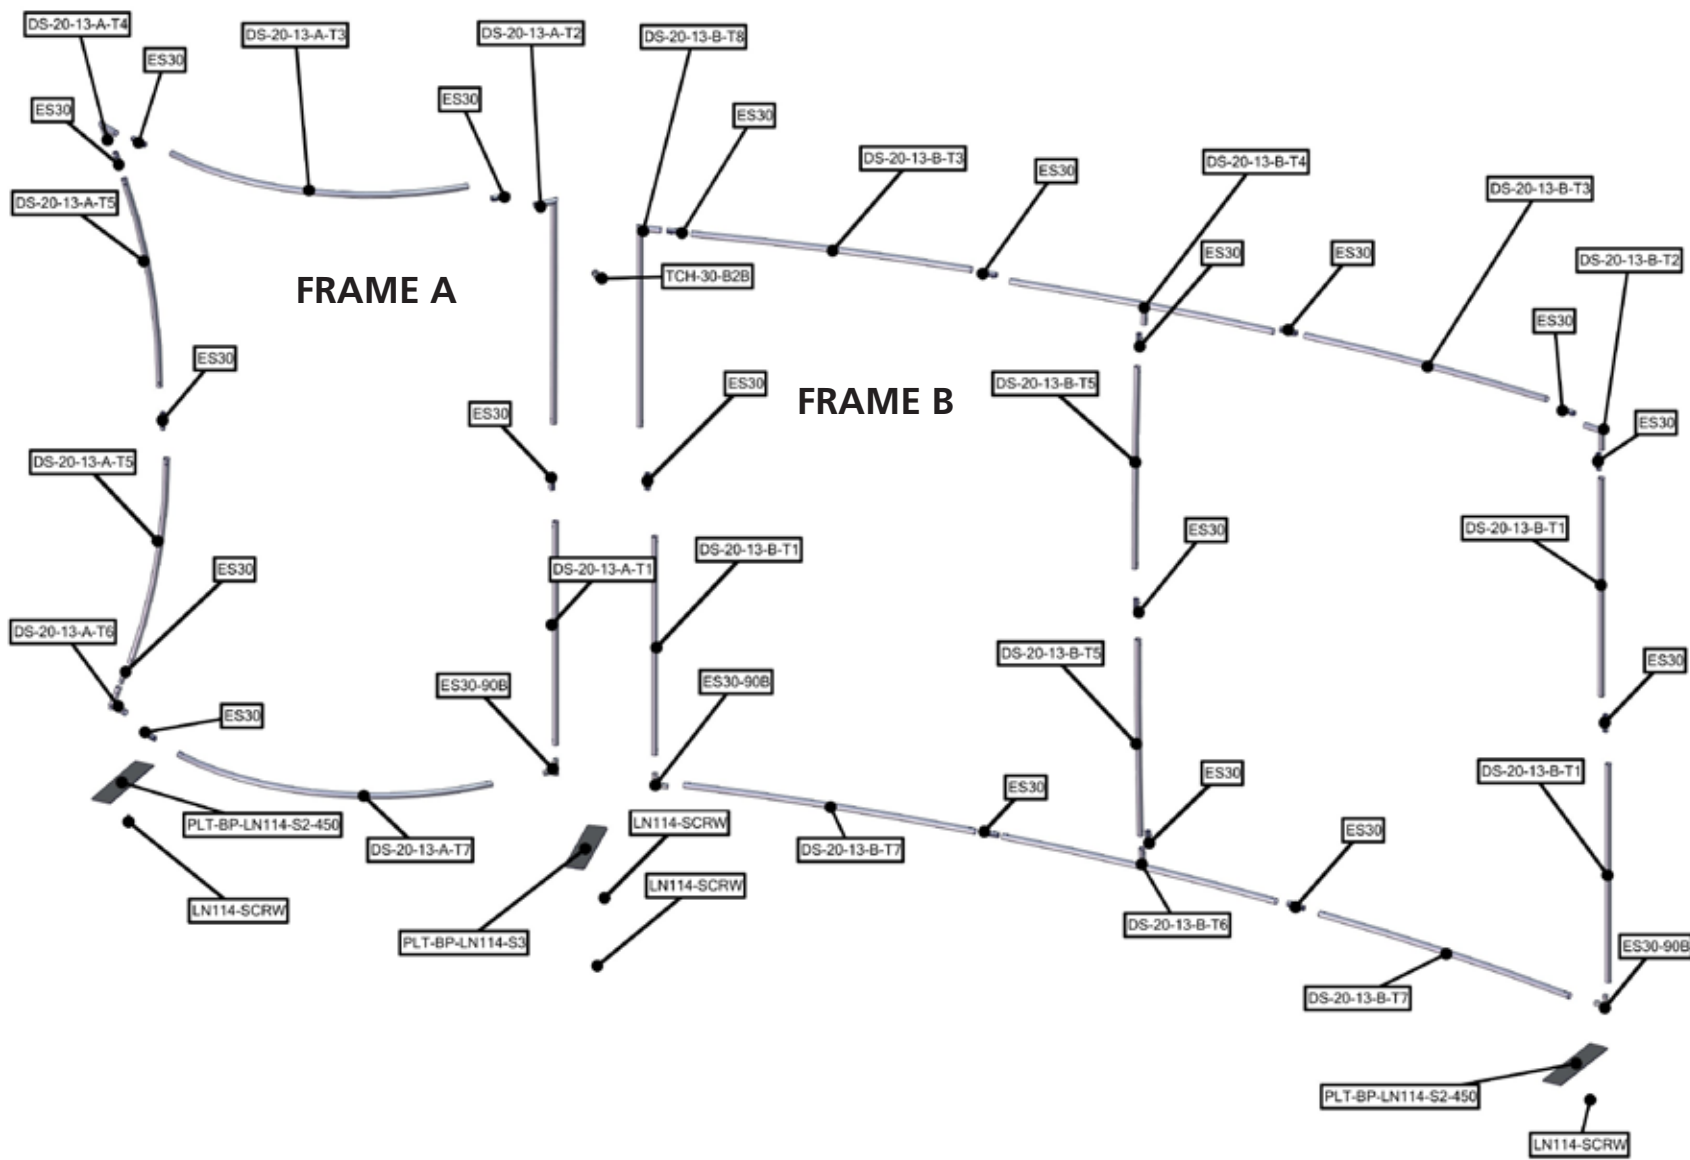 DS-20-13-A-T4
ES30
DS-20-13-A-T3
DS-20-13-A-T2
DS-20-13-B-T8
ES30
ES30
ES30
DS-20-13-B-T3
ES30
DS-20-13-B-T4
DS-20-13-B-T3
DS-20-13-A-T5
ES30
ES30
DS-20-13-B-T2
TCH-30-B2B
FRAME A
ES30
ES30
ES30
DS-20-13-B-T5
FRAME B
ES30
ES30
DS-20-13-A-T5
ES30
DS-20-13-B-T1
DS-20-13-B-T1
ES30
DS-20-13-A-T1
DS-20-13-A-T6
DS-20-13-B-T5
ES30
ES30-90B
ES30-90B
ES30
ES30
DS-20-13-B-T1
ES30
PLT-BP-LN114-S2-450
LN114-SCRW
ES30
DS-20-13-A-T7
DS-20-13-B-T7
LN114-SCRW
LN114-SCRW
DS-20-13-B-T6
PLT-BP-LN114-S3
ES30-90B
DS-20-13-B-T7
PLT-BP-LN114-S2-450
LN114-SCRW